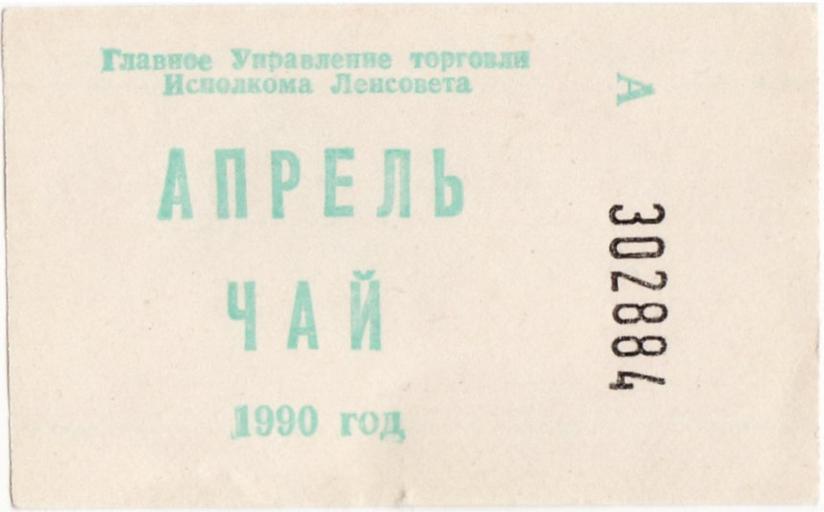 Главное Управление торговли
Исполкома Ленсовета
АПРЕЛЬ
ЧАЙ
1990 год
А
302884